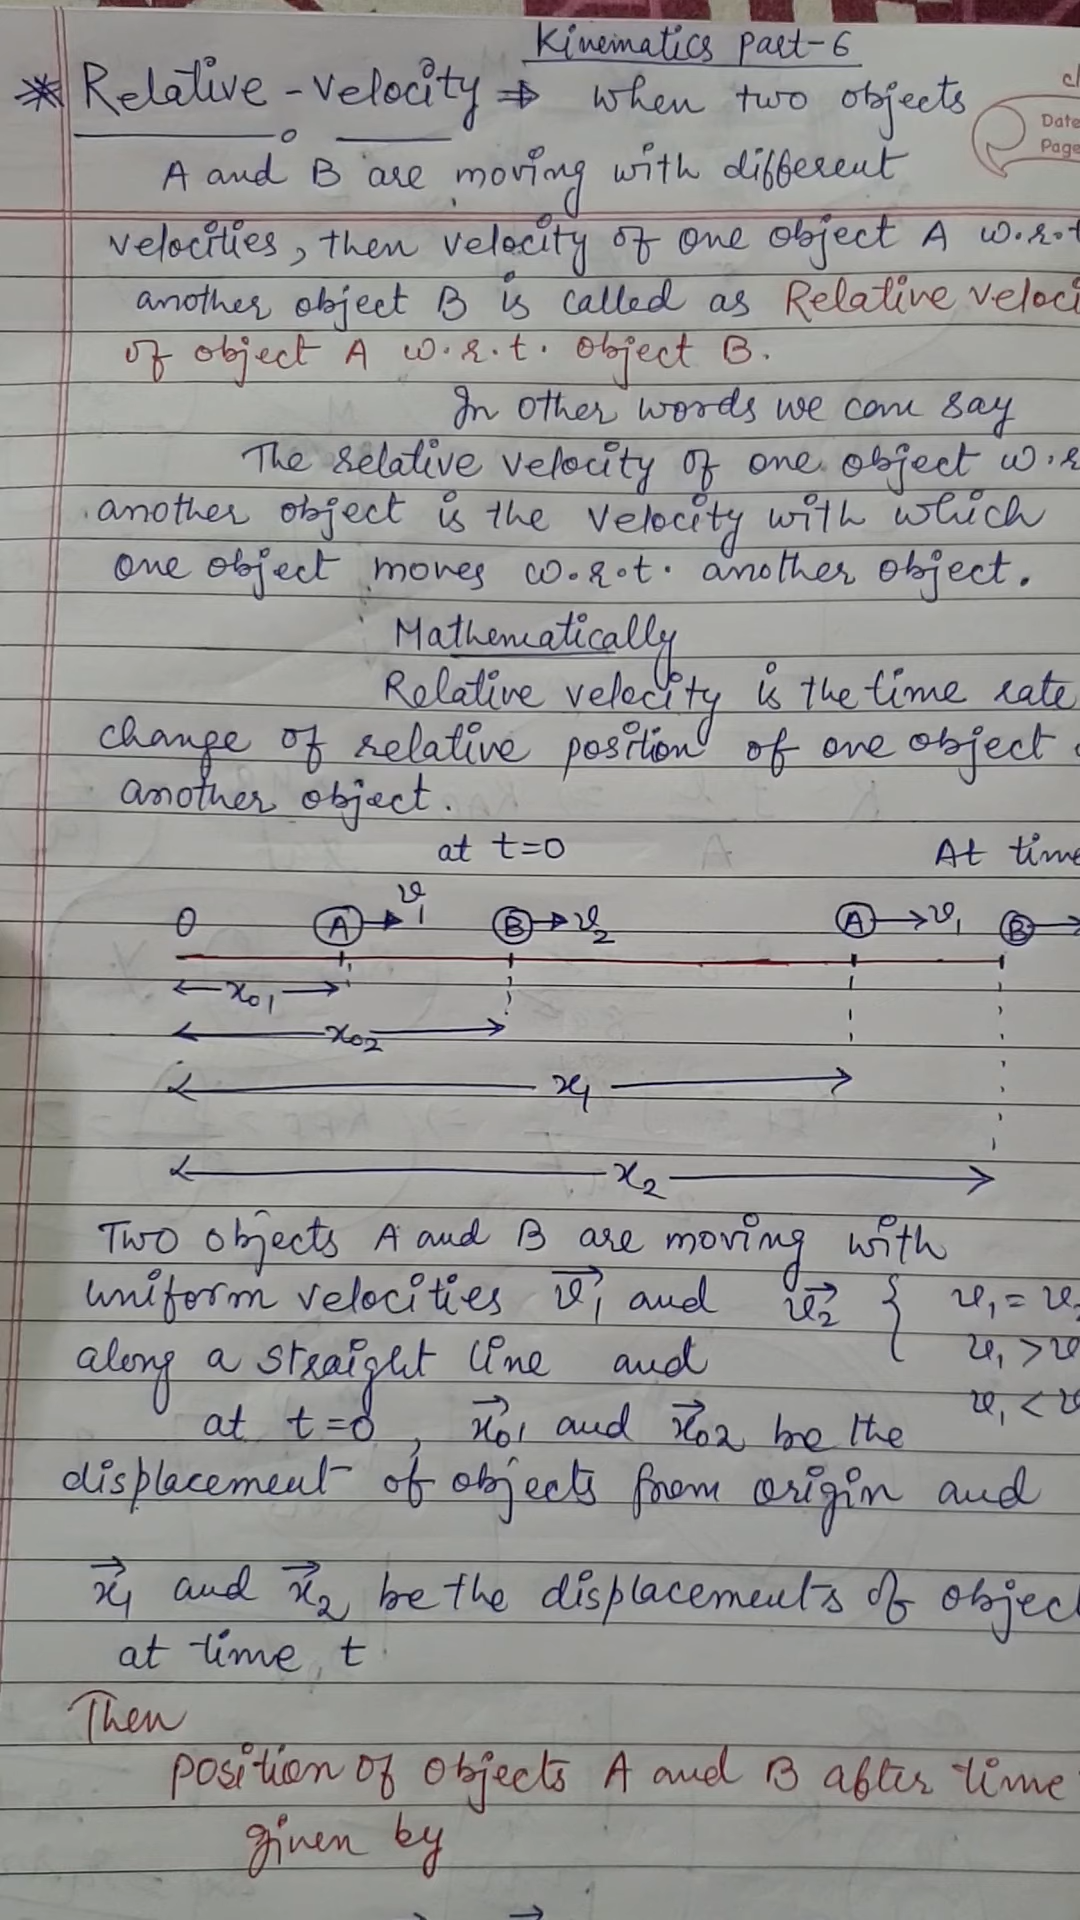 Kinematics part-6
* Relative-velocity ⇒ when two objects
cl
Date
Page
A and B are moving with different
velocities, then velocity of one object A w.r.t
another object B is called as Relative veloci
of object A w.r.t. object B.
In other words we can say
The relative velocity of one object w.r
another object is the velocity with which
one object moves w.r.t. another object.
Mathematically
Relative velocity is the time rate
change of relative position of one object
another object.
at t=0 At time
O A → v₁ B → v₂ A → v₁ B →
x₀₁
x₀₂
x₁
x₂
Two objects A and B are moving with
uniform velocities v⃗₁ and v⃗₂ { v₁ = v₂
along a straight line and v₁ > v
v₁ < v
at t=0, x⃗₀₁ and x⃗₀₂ be the
displacement of objects from origin and
x⃗₁ and x⃗₂ be the displacements of object
at time t
Then
position of objects A and B after time
given by